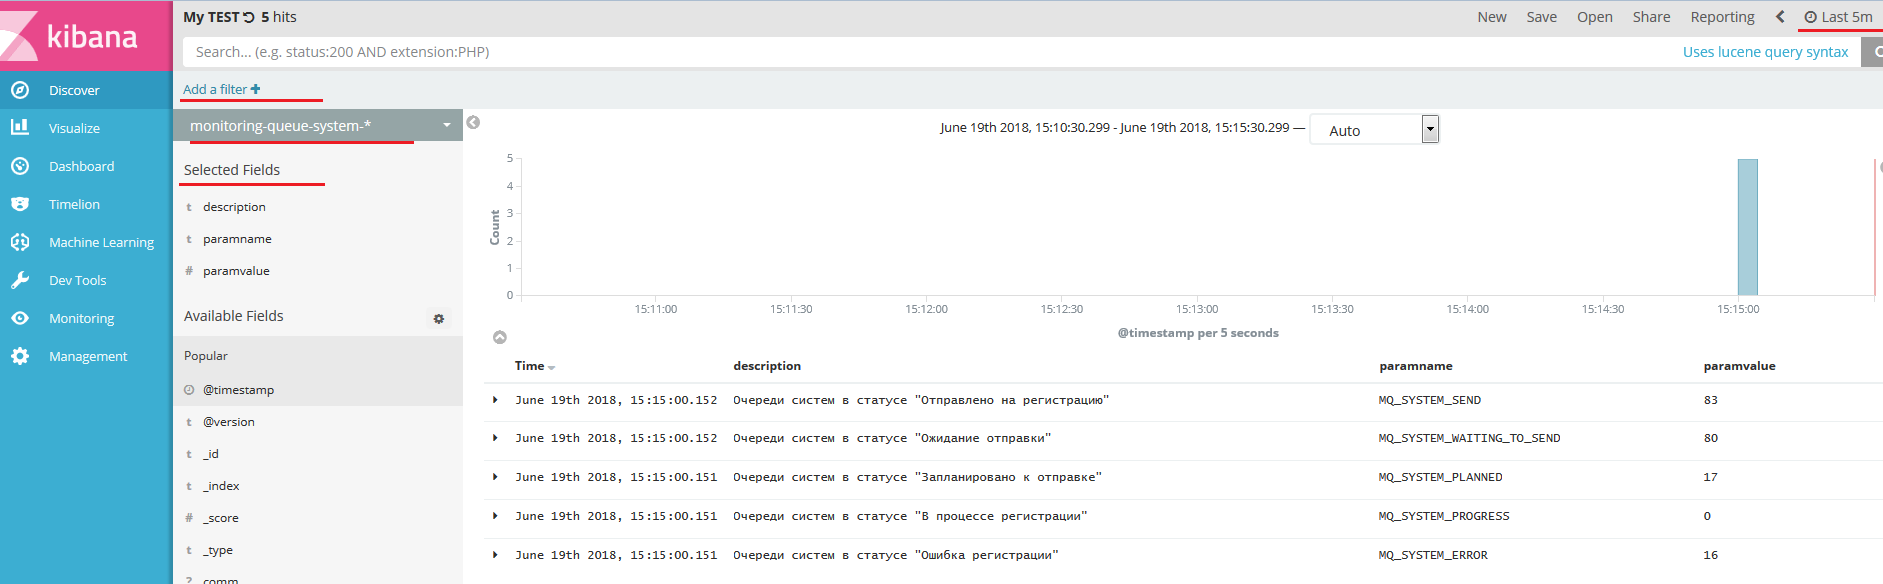 kibana
Discover
Visualize
Dashboard
Timelion
Machine Learning
Dev Tools
Monitoring
Management
My TEST 5 hits
New Save Open Share Reporting Last 5m
Search... (e.g. status:200 AND extension:PHP)
Uses lucene query syntax
Add a filter
monitoring-queue-system-*
Selected Fields
t description
t paramname
# paramvalue
Available Fields
Popular
@timestamp
t @version
t _id
t _index
# _score
t _type
? comm
June 19th 2018, 15:10:30.299 - June 19th 2018, 15:15:30.299 — Auto
Count
5
4
3
2
1
0
15:11:00 15:11:30 15:12:00 15:12:30 15:13:00 15:13:30 15:14:00 15:14:30 15:15:00
@timestamp per 5 seconds
Time description paramname paramvalue
June 19th 2018, 15:15:00.152 Очереди систем в статусе "Отправлено на регистрацию" MQ_SYSTEM_SEND 83
June 19th 2018, 15:15:00.152 Очереди систем в статусе "Ожидание отправки" MQ_SYSTEM_WAITING_TO_SEND 80
June 19th 2018, 15:15:00.151 Очереди систем в статусе "Запланировано к отправке" MQ_SYSTEM_PLANNED 17
June 19th 2018, 15:15:00.151 Очереди систем в статусе "В процессе регистрации" MQ_SYSTEM_PROGRESS 0
June 19th 2018, 15:15:00.151 Очереди систем в статусе "Ошибка регистрации" MQ_SYSTEM_ERROR 16